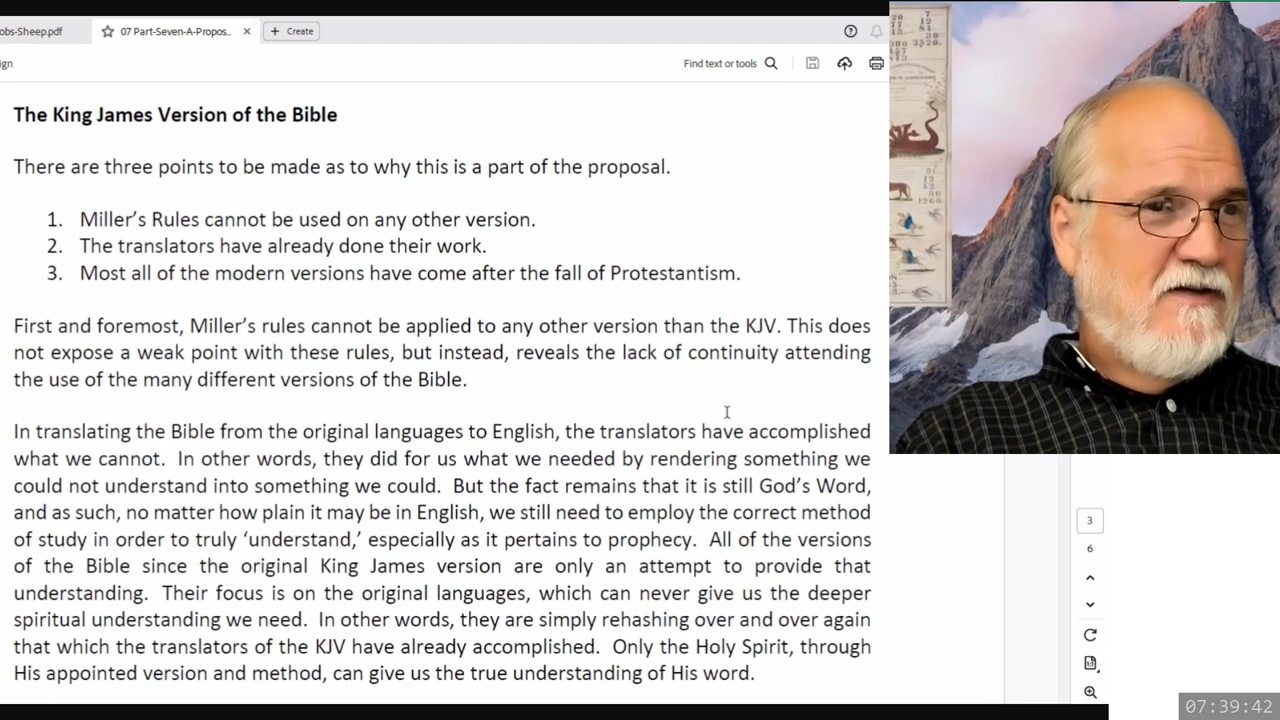 obs-Sheep.pdf
07 Part-Seven-A-Propos...
Create
ign
Find text or tools
The King James Version of the Bible
There are three points to be made as to why this is a part of the proposal.
1. Miller's Rules cannot be used on any other version.
2. The translators have already done their work.
3. Most all of the modern versions have come after the fall of Protestantism.
First and foremost, Miller's rules cannot be applied to any other version than the KJV. This does
not expose a weak point with these rules, but instead, reveals the lack of continuity attending
the use of the many different versions of the Bible.
In translating the Bible from the original languages to English, the translators have accomplished
what we cannot. In other words, they did for us what we needed by rendering something we
could not understand into something we could. But the fact remains that it is still God's Word,
and as such, no matter how plain it may be in English, we still need to employ the correct method
of study in order to truly 'understand,' especially as it pertains to prophecy. All of the versions
of the Bible since the original King James version are only an attempt to provide that
understanding. Their focus is on the original languages, which can never give us the deeper
spiritual understanding we need. In other words, they are simply rehashing over and over again
that which the translators of the KJV have already accomplished. Only the Holy Spirit, through
His appointed version and method, can give us the true understanding of His word.
3
6
07:39:42